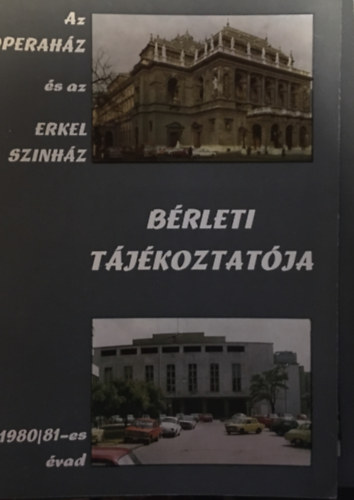 Az
OPERAHÁZ
és az
ERKEL
SZINHÁZ
BÉRLETI
TÁJÉKOZTATÓJA
1980|81-es
évad